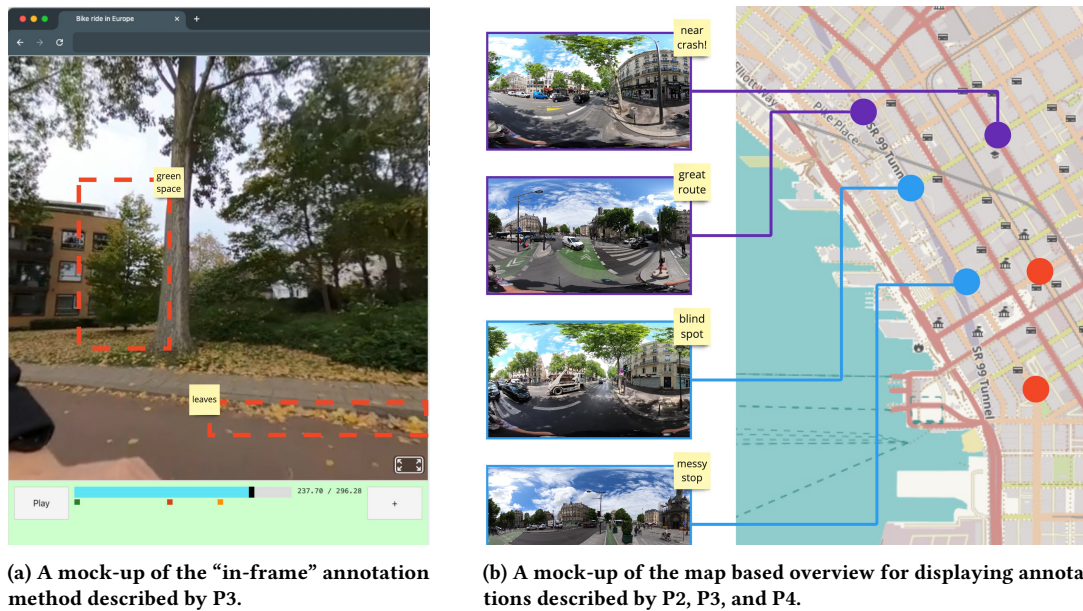 Bike ride in Europe
green
space
leaves
Play
237.70 / 296.28
+
(a) A mock-up of the “in-frame” annotation
method described by P3.
near
crash!
great
route
blind
spot
messy
stop
Elliott Way
Pike Place
SR 99 Tunnel
SR 99 Tunnel
(b) A mock-up of the map based overview for displaying annota
tions described by P2, P3, and P4.